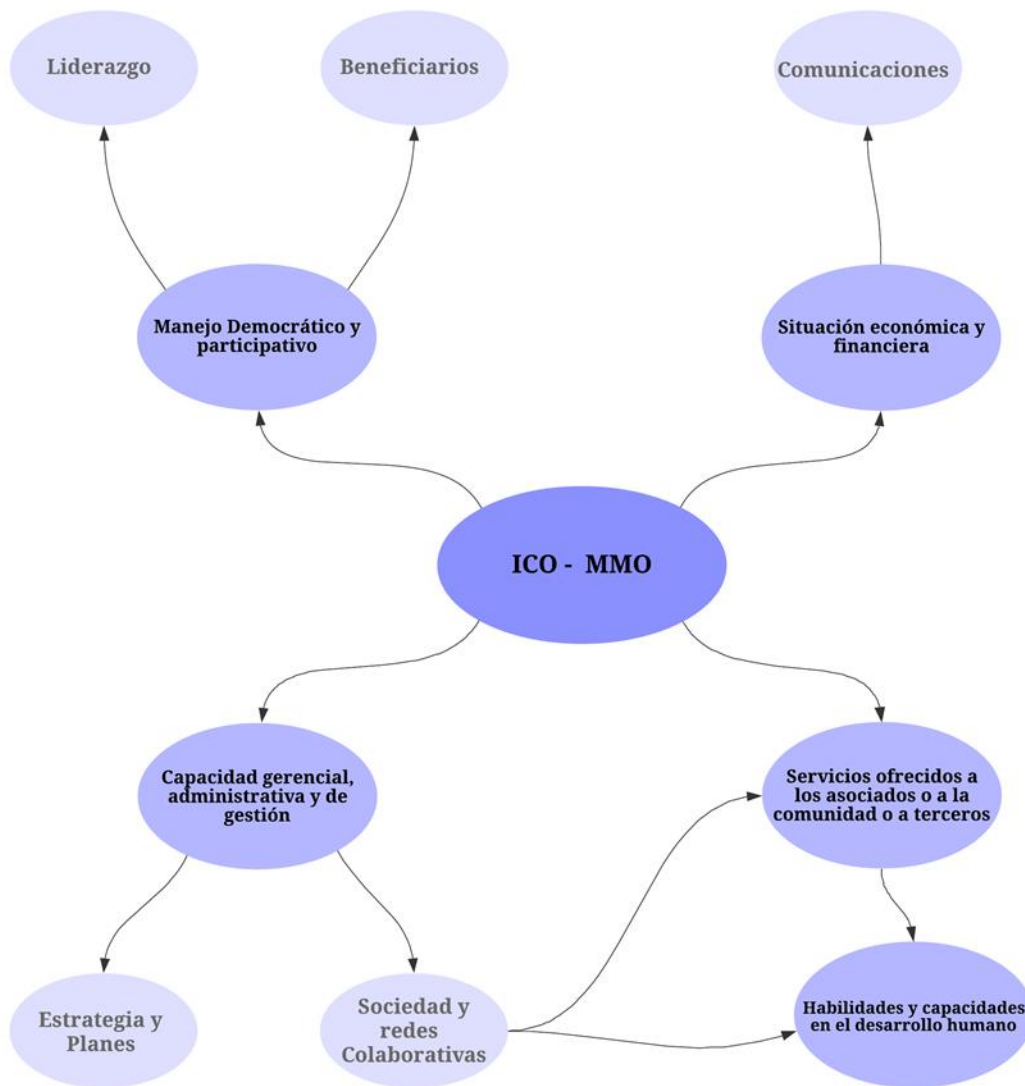 Liderazgo
Beneficiarios
Comunicaciones
Manejo Democrático y
participativo
Situación económica y
financiera
ICO - MMO
Capacidad gerencial,
administrativa y de
gestión
Servicios ofrecidos a
los asociados o a la
comunidad o a terceros
Estrategia y
Planes
Sociedad y
redes
Colaborativas
Habilidades y capacidades
en el desarrollo humano